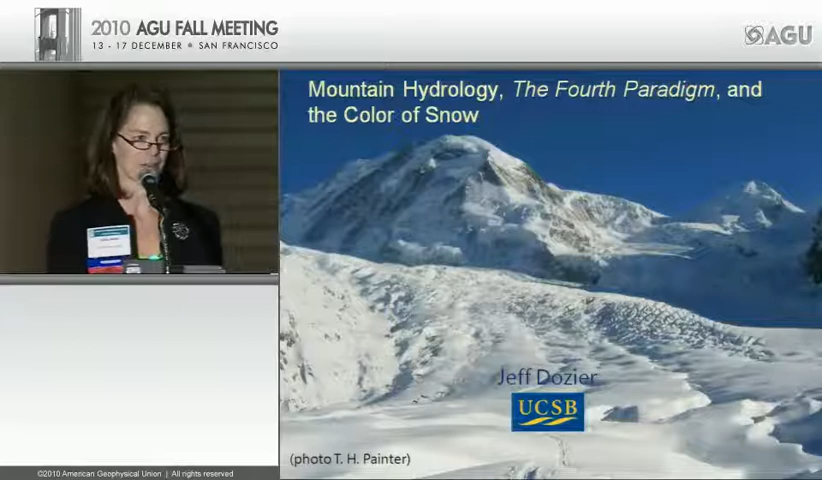 2010 AGU FALL MEETING
13 - 17 DECEMBER • SAN FRANCISCO
AGU
Mountain Hydrology, The Fourth Paradigm, and
the Color of Snow
Jeff Dozier
UCSB
(photo T. H. Painter)
©2010 American Geophysical Union | All rights reserved